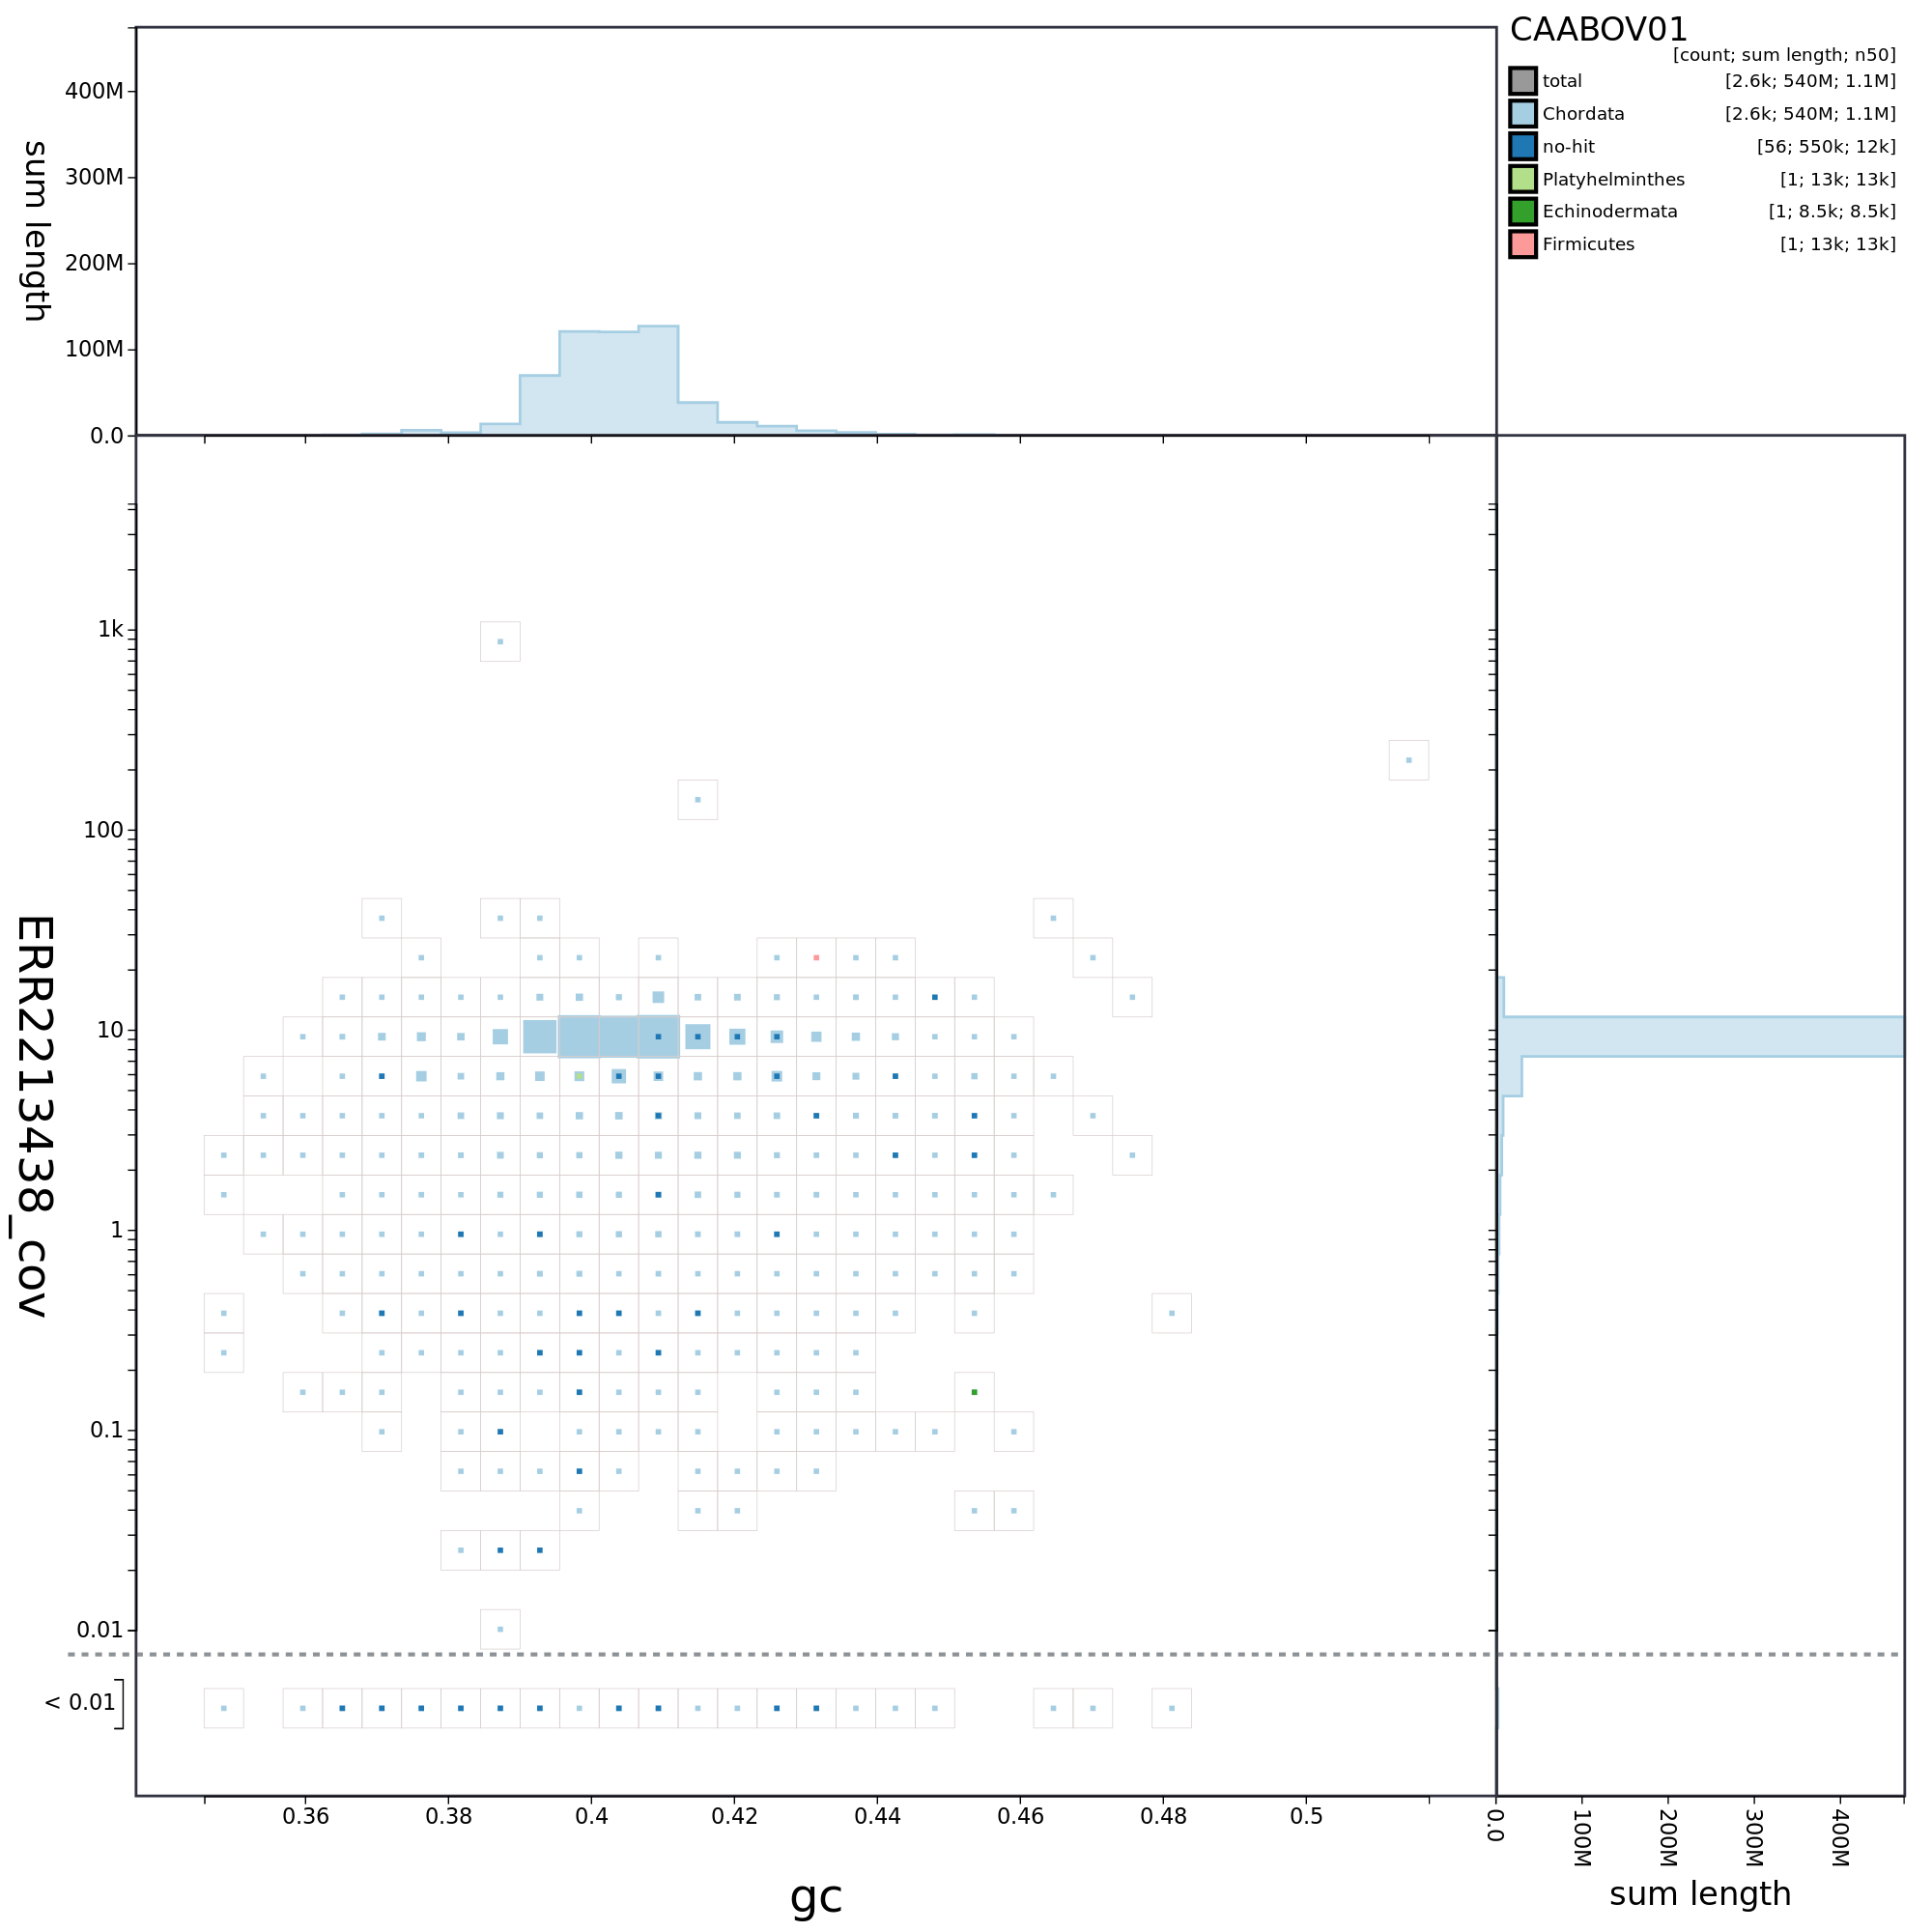 CAABOV01
[count; sum length; n50]
total [2.6k; 540M; 1.1M]
Chordata [2.6k; 540M; 1.1M]
no-hit [56; 550k; 12k]
Platyhelminthes [1; 13k; 13k]
Echinodermata [1; 8.5k; 8.5k]
Firmicutes [1; 13k; 13k]
sum length
400M
300M
200M
100M
0.0
ERR2213438_cov
1k
100
10
1
0.1
0.01
< 0.01
0.36 0.38 0.4 0.42 0.44 0.46 0.48 0.5
gc
0.0 100M 200M 300M 400M
sum length